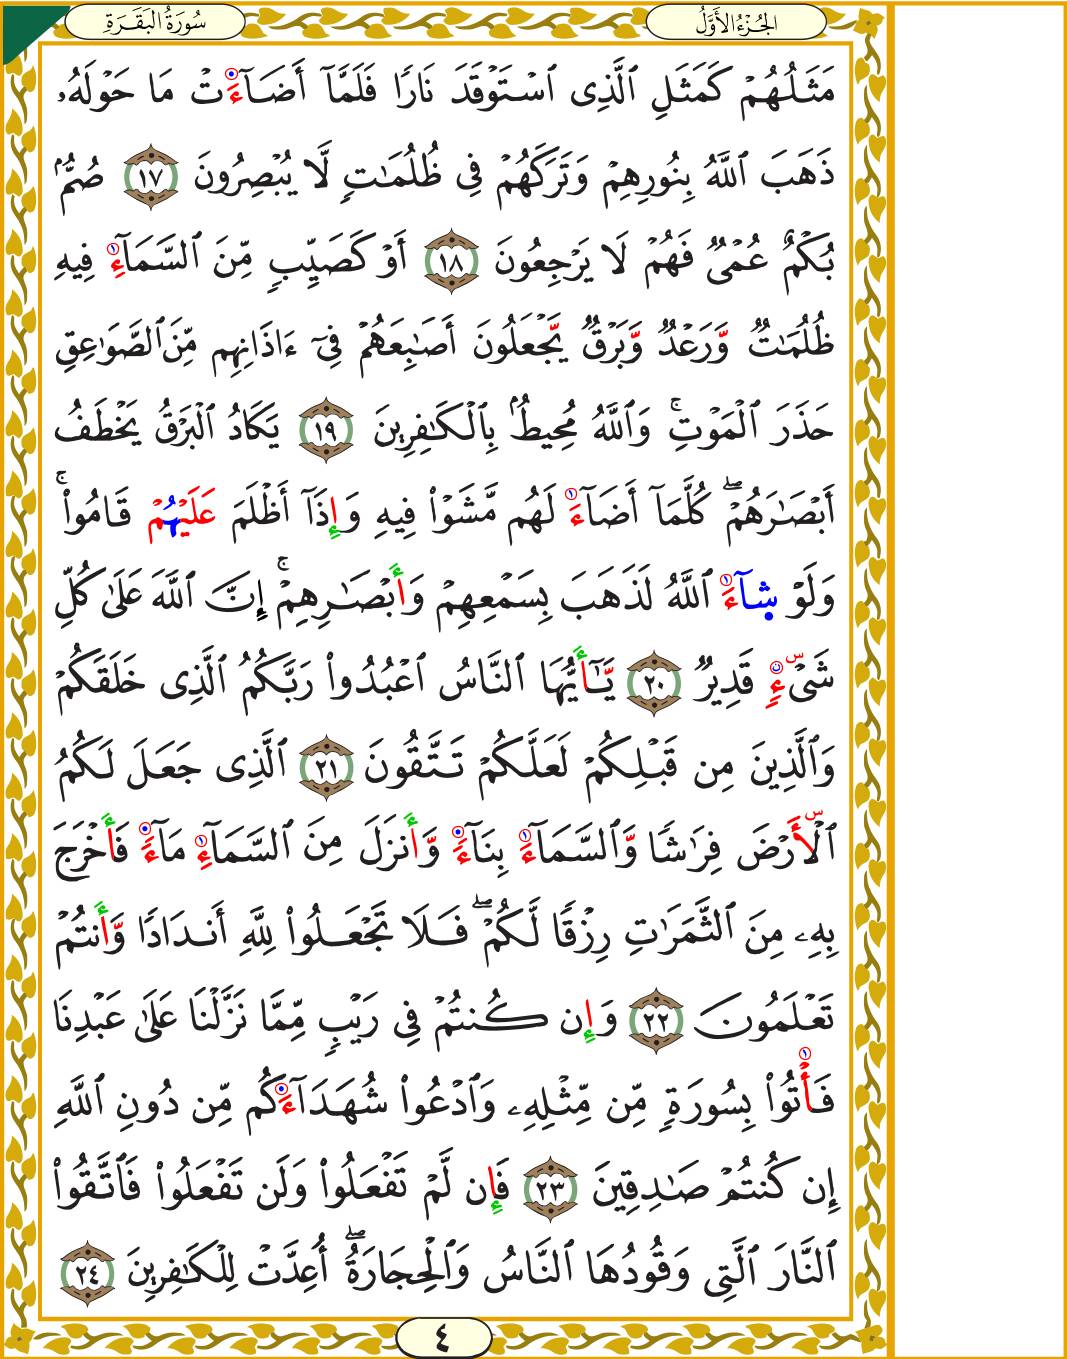 سُورَةُ البَقَرَةِ
الجُزْءُ الأَوَّلُ
مَثَلُهُمْ كَمَثَلِ ٱلَّذِى ٱسْتَوْقَدَ نَارًا فَلَمَّآ أَضَآءَتْ مَا حَوْلَهُۥ
ذَهَبَ ٱللَّهُ بِنُورِهِمْ وَتَرَكَهُمْ فِى ظُلُمَٰتٍ لَّا يُبْصِرُونَ ١٧ صُمٌّۢ
بُكْمٌ عُمْىٌ فَهُمْ لَا يَرْجِعُونَ ١٨ أَوْ كَصَيِّبٍ مِّنَ ٱلسَّمَآءِ فِيهِ
ظُلُمَٰتٌ وَّرَعْدٌ وَّبَرْقٌ يَّجْعَلُونَ أَصَٰبِعَهُمْ فِىٓ ءَاذَانِهِم مِّنَ ٱلصَّوَٰعِقِ
حَذَرَ ٱلْمَوْتِ ۚ وَٱللَّهُ مُحِيطٌۢ بِٱلْكَٰفِرِينَ ١٩ يَكَادُ ٱلْبَرْقُ يَخْطَفُ
أَبْصَٰرَهُمْ ۖ كُلَّمَآ أَضَآءَ لَهُم مَّشَوْا۟ فِيهِ وَإِذَآ أَظْلَمَ عَلَيْهُمْ قَامُوا۟ ۚ
وَلَوْ شِآءَ ٱللَّهُ لَذَهَبَ بِسَمْعِهِمْ وَأَبْصَٰرِهِمْ ۚ إِنَّ ٱللَّهَ عَلَىٰ كُلِّ
شَىْءٍ قَدِيرٌ ٢٠ يَّٰٓأَيُّهَا ٱلنَّاسُ ٱعْبُدُوا۟ رَبَّكُمُ ٱلَّذِى خَلَقَكُمْ
وَٱلَّذِينَ مِن قَبْلِكُمْ لَعَلَّكُمْ تَتَّقُونَ ٢١ ٱلَّذِى جَعَلَ لَكُمُ
ٱلْأَرْضَ فِرَٰشًا وَّٱلسَّمَآءَ بِنَآءً وَّأَنزَلَ مِنَ ٱلسَّمَآءِ مَآءً فَأَخْرَجَ
بِهِۦ مِنَ ٱلثَّمَرَٰتِ رِزْقًا لَّكُمْ ۖ فَلَا تَجْعَلُوا۟ لِلَّهِ أَندَادًا وَّأَنتُمْ
تَعْلَمُونَ ٢٢ وَإِن كُنتُمْ فِى رَيْبٍ مِّمَّا نَزَّلْنَا عَلَىٰ عَبْدِنَا
فَأْتُوا۟ بِسُورَةٍ مِّن مِّثْلِهِۦ وَٱدْعُوا۟ شُهَدَآءَكُم مِّن دُونِ ٱللَّهِ
إِن كُنتُمْ صَٰدِقِينَ ٢٣ فَإِن لَّمْ تَفْعَلُوا۟ وَلَن تَفْعَلُوا۟ فَٱتَّقُوا۟
ٱلنَّارَ ٱلَّتِى وَقُودُهَا ٱلنَّاسُ وَٱلْحِجَارَةُ ۖ أُعِدَّتْ لِلْكَٰفِرِينَ ٢٤
٤